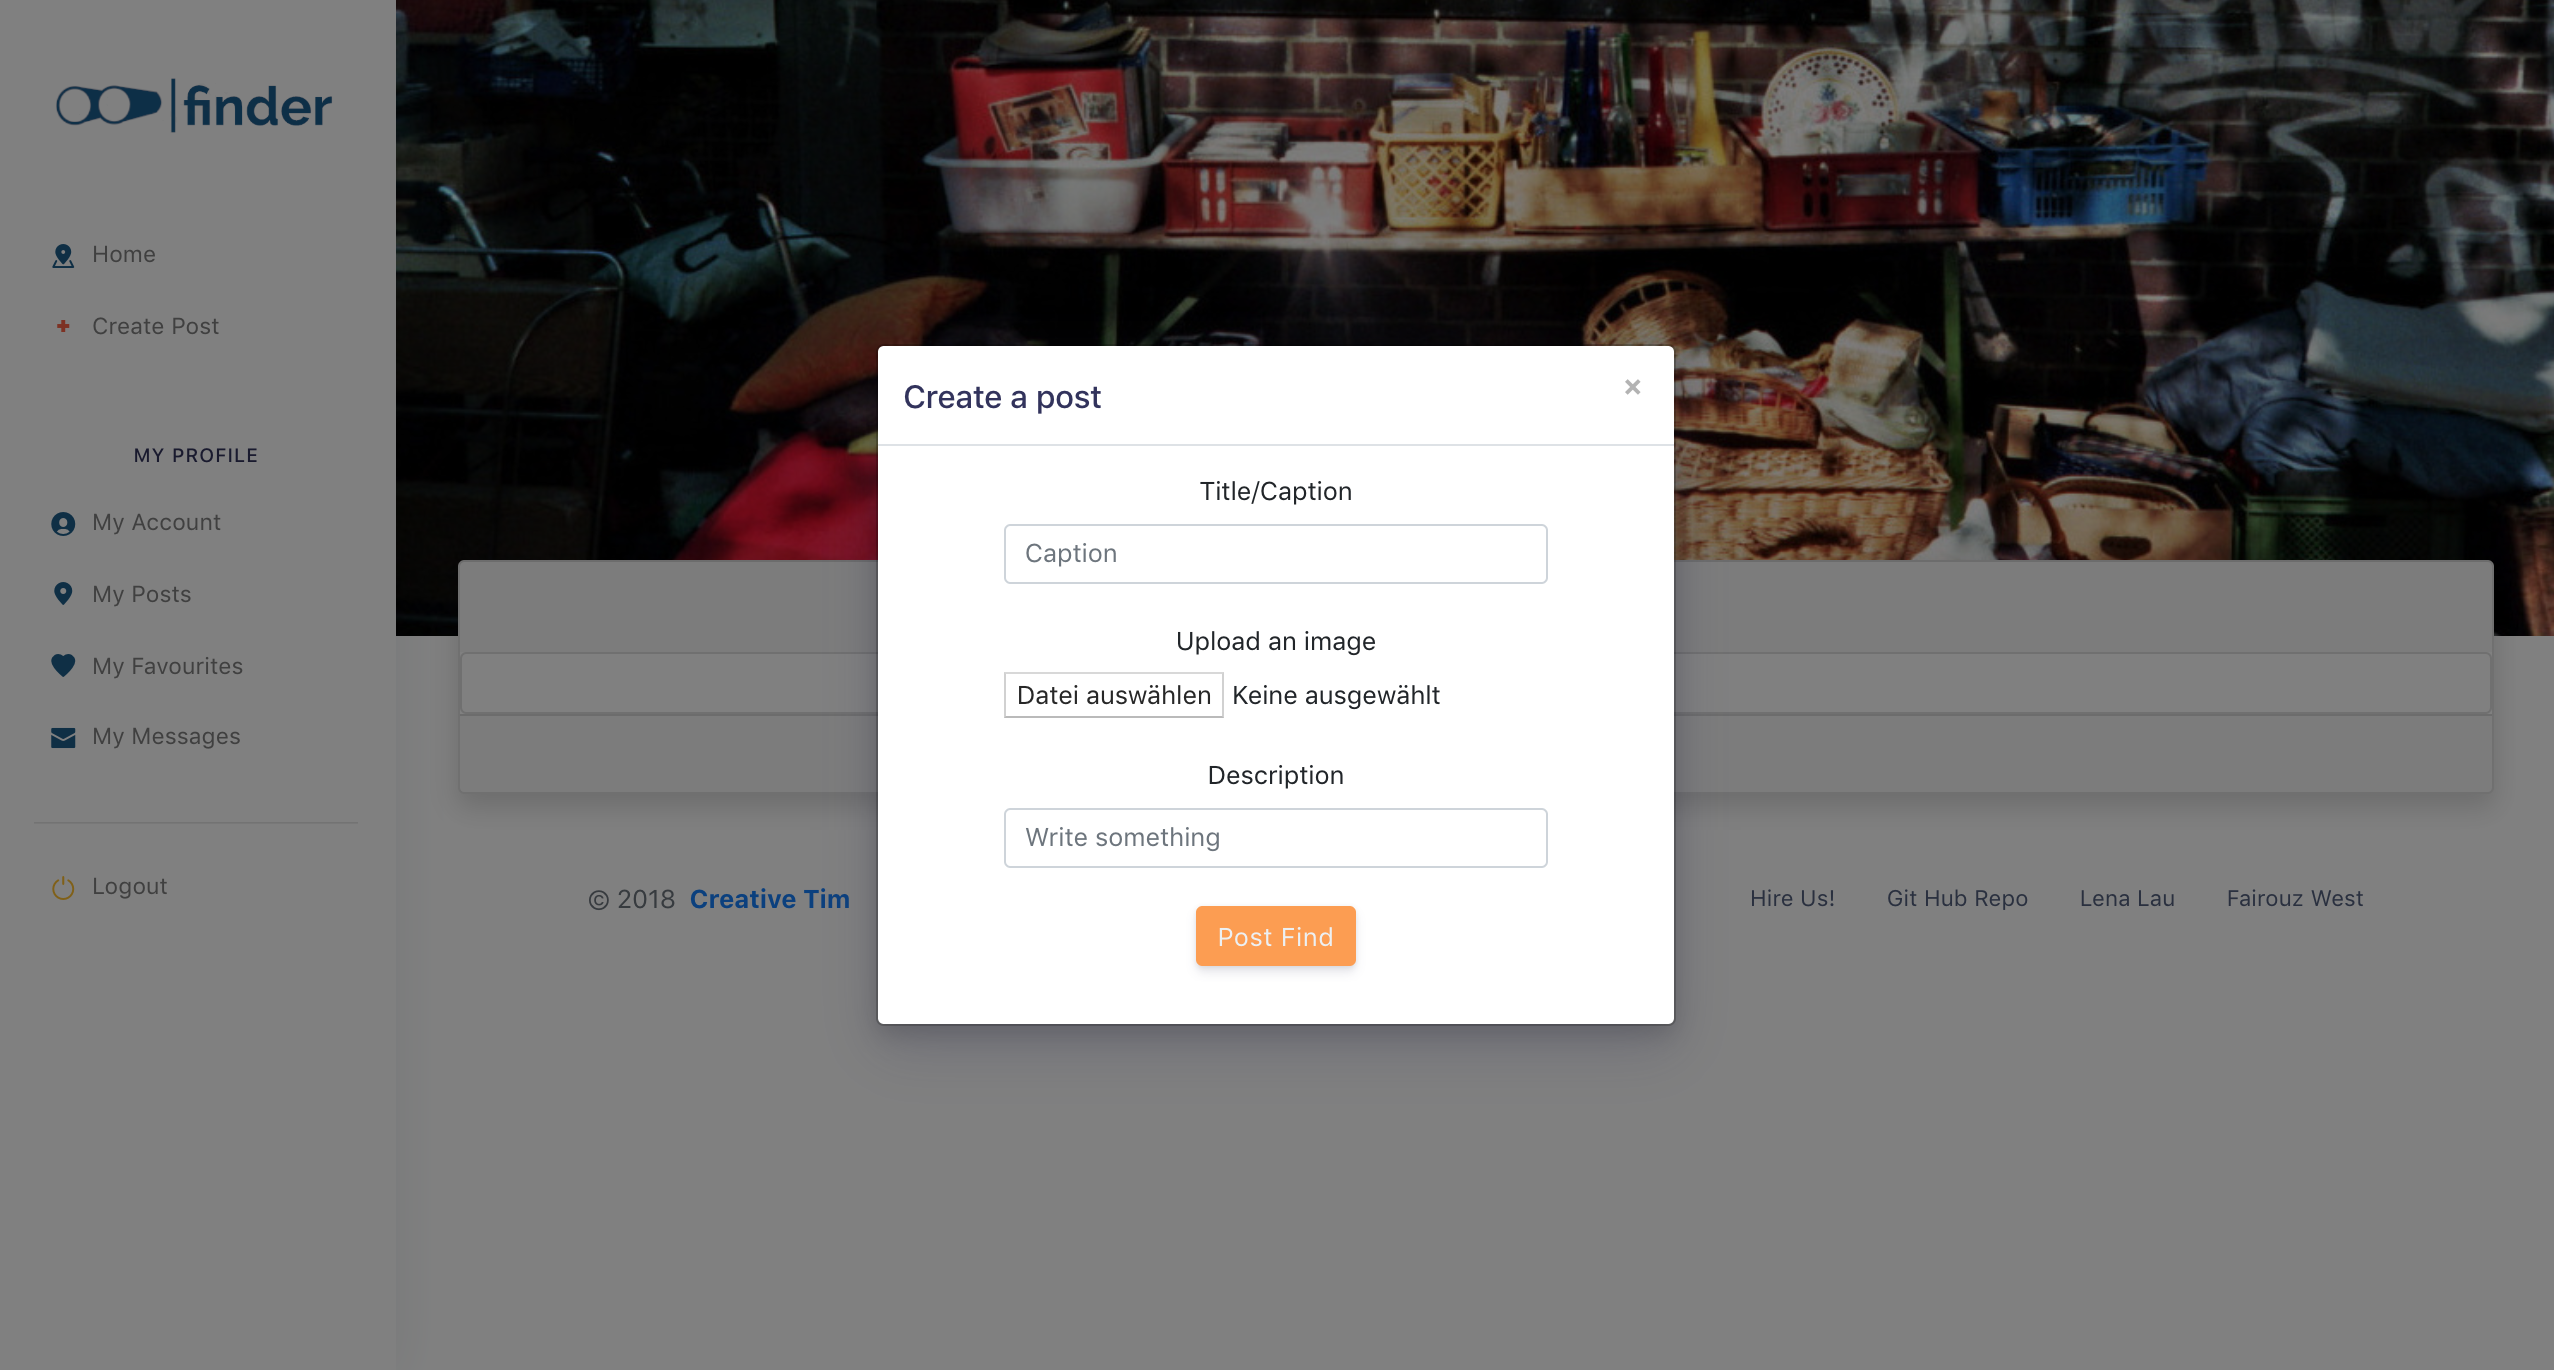 finder
Home
Create Post
MY PROFILE
My Account
My Posts
My Favourites
My Messages
Logout
Create a post
×
Title/Caption
Caption
Upload an image
Datei auswählen Keine ausgewählt
Description
Write something
Post Find
© 2018 Creative Tim
Hire Us! Git Hub Repo Lena Lau Fairouz West